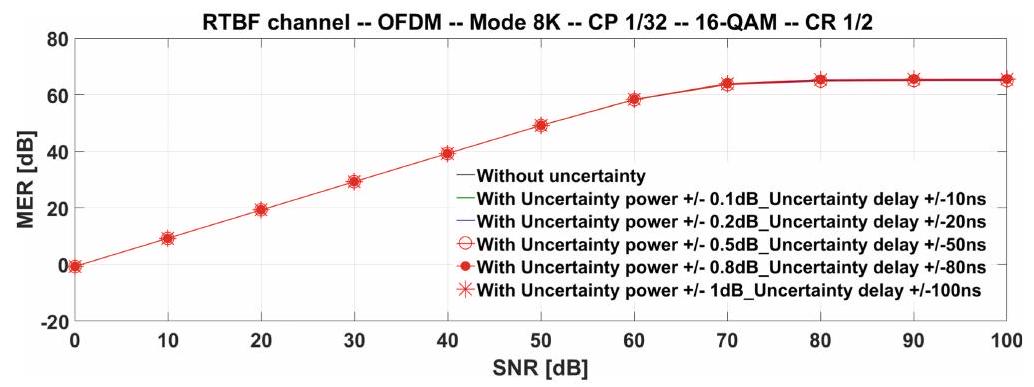 RTBF channel -- OFDM -- Mode 8K -- CP 1/32 -- 16-QAM -- CR 1/2
80
60
40
20
0
-20
MER [dB]
Without uncertainty
With Uncertainty power +/- 0.1dB_Uncertainty delay +/-10ns
With Uncertainty power +/- 0.2dB_Uncertainty delay +/-20ns
With Uncertainty power +/- 0.5dB_Uncertainty delay +/-50ns
With Uncertainty power +/- 0.8dB_Uncertainty delay +/-80ns
With Uncertainty power +/- 1dB_Uncertainty delay +/-100ns
0 10 20 30 40 50 60 70 80 90 100
SNR [dB]